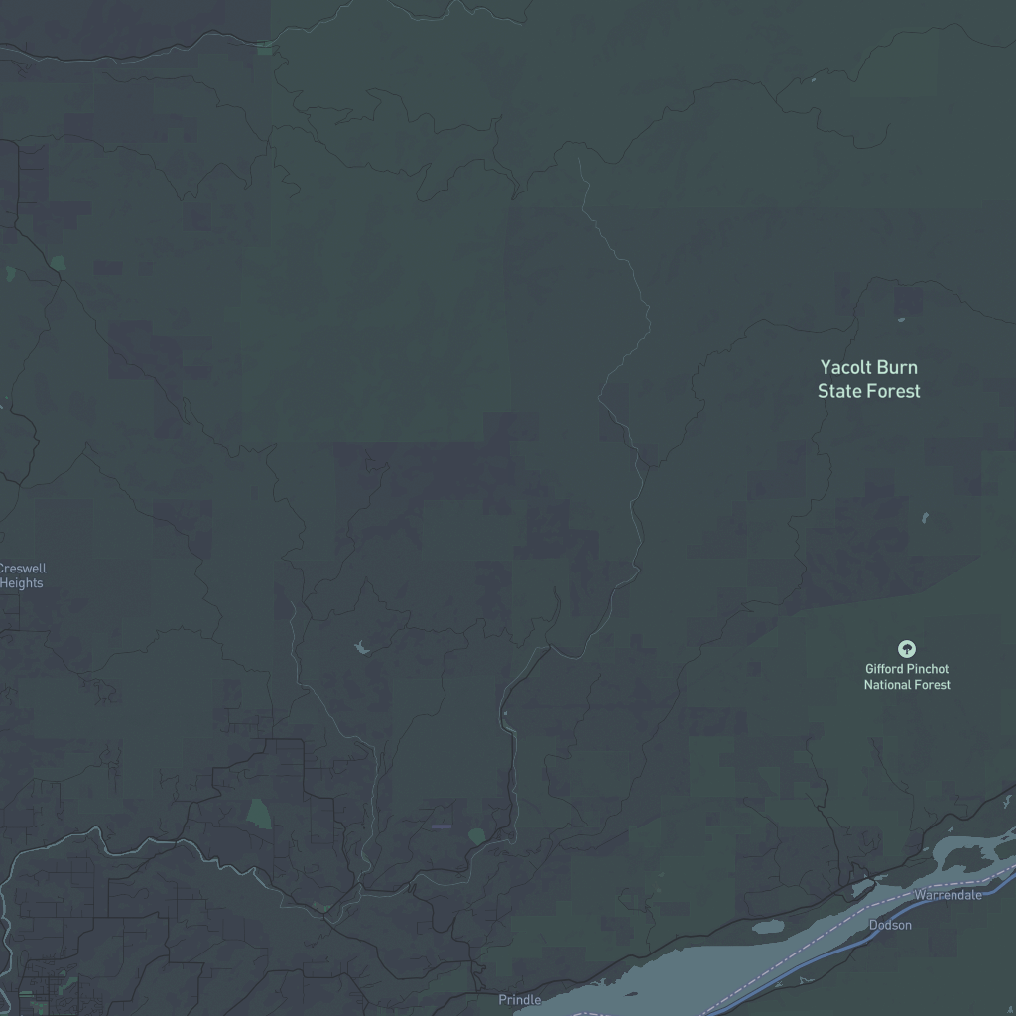 Yacolt Burn
State Forest
Creswell
Heights
Gifford Pinchot
National Forest
Warrendale
Dodson
Prindle